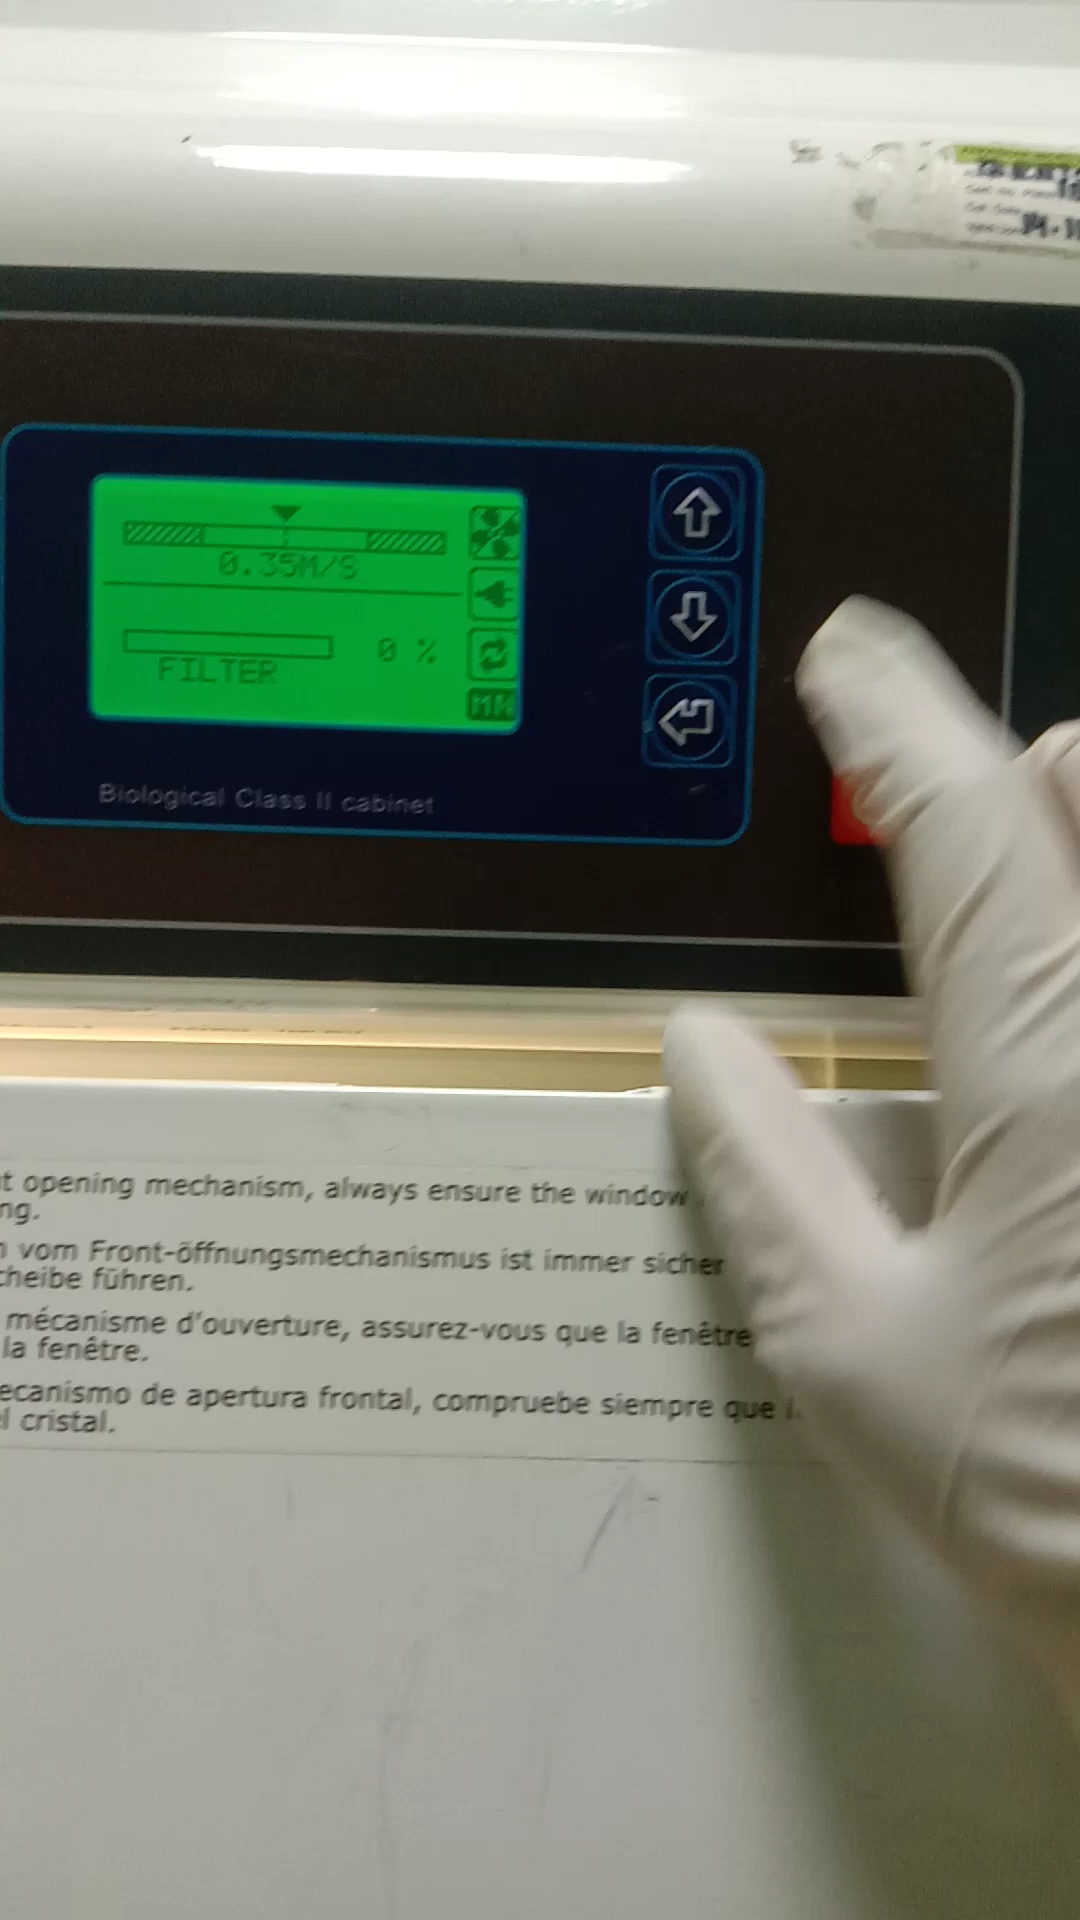 0.35M/S
0 %
FILTER
Biological Class II cabinet
t opening mechanism, always ensure the window
ng.
vom Front-öffnungsmechanismus ist immer sicher
cheibe führen.
mécanisme d'ouverture, assurez-vous que la fenêtre
la fenêtre.
ecanismo de apertura frontal, compruebe siempre que
l cristal.